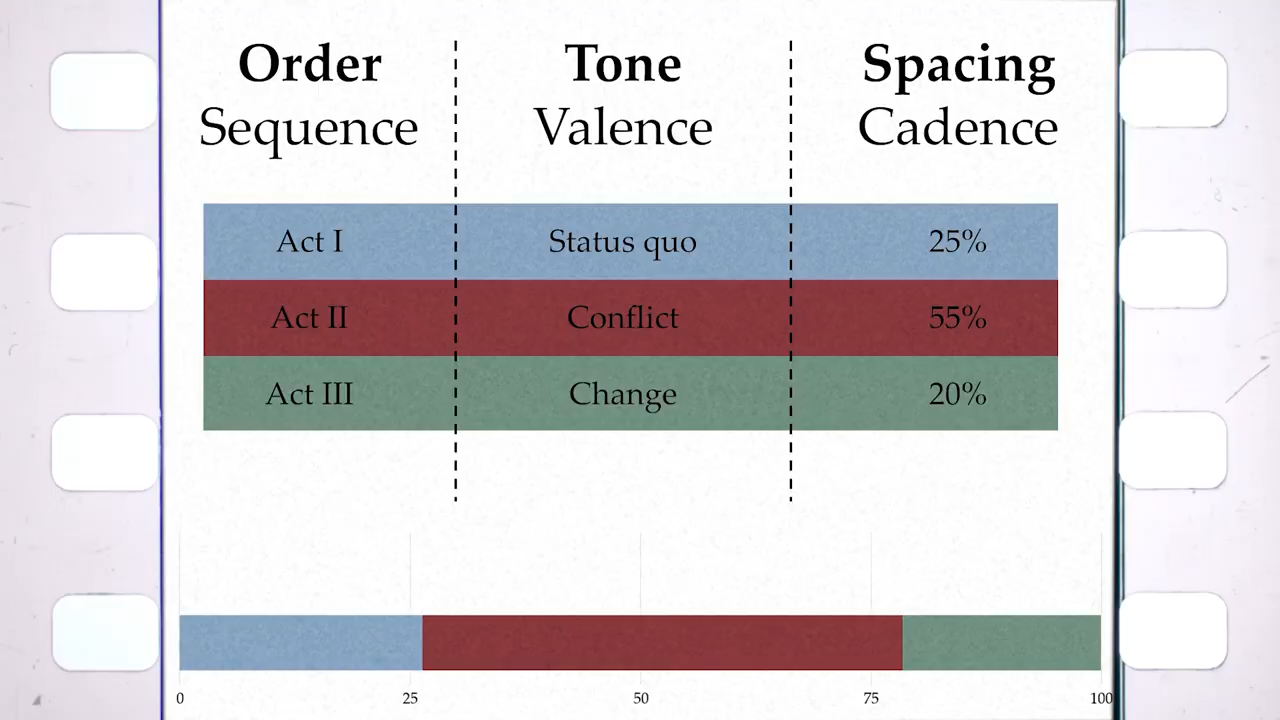 Order Tone Spacing
Sequence Valence Cadence
Act I Status quo 25%
Act II Conflict 55%
Act III Change 20%
0 25 50 75 100